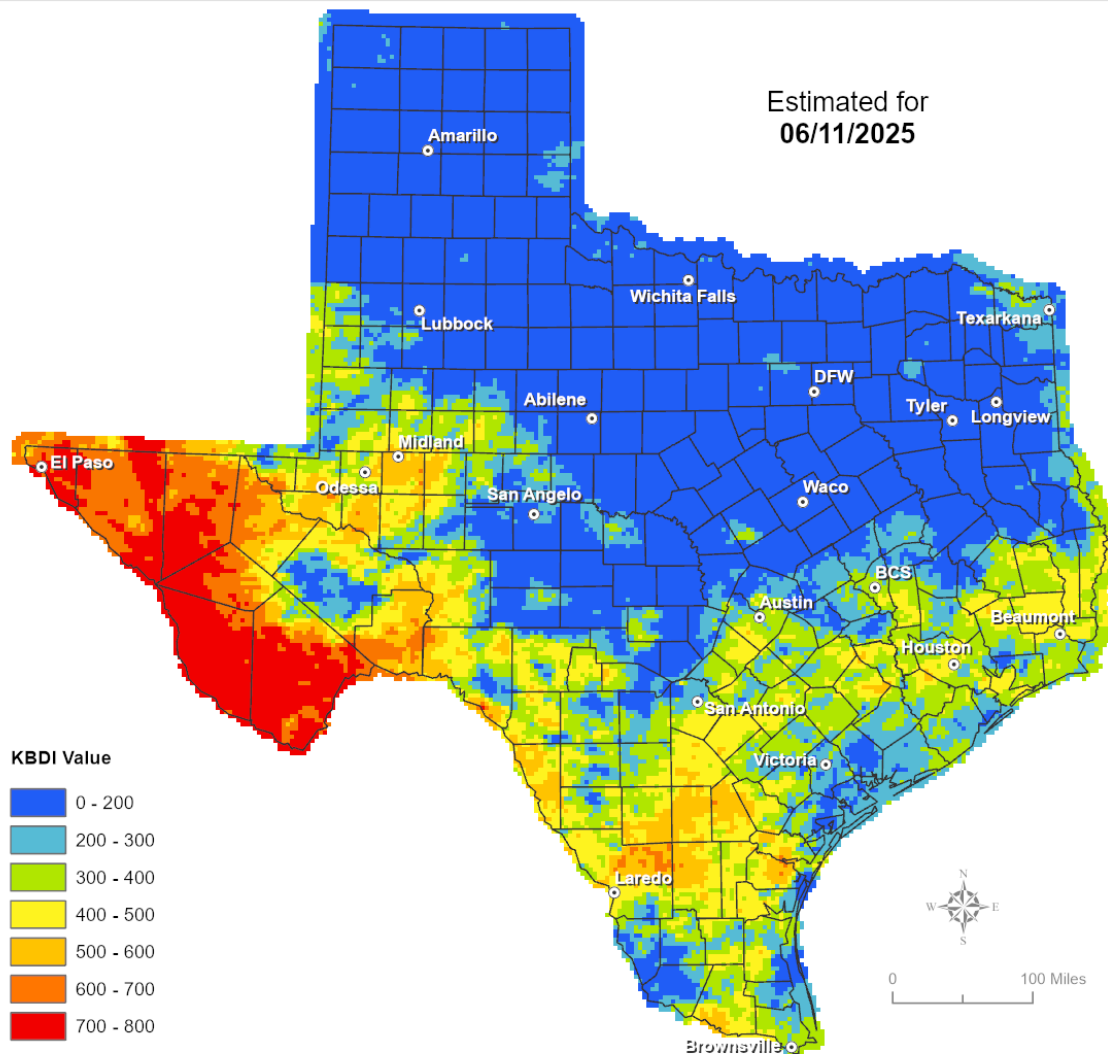 Estimated for
06/11/2025
Amarillo
Wichita Falls
Lubbock
Texarkana
DFW
Abilene
Tyler
Longview
Midland
El Paso
Odessa
San Angelo
Waco
BCS
Austin
Beaumont
Houston
San Antonio
Victoria
KBDI Value
0 - 200
200 - 300
300 - 400
400 - 500
500 - 600
600 - 700
700 - 800
Laredo
N
W E
S
0 100 Miles
Brownsville